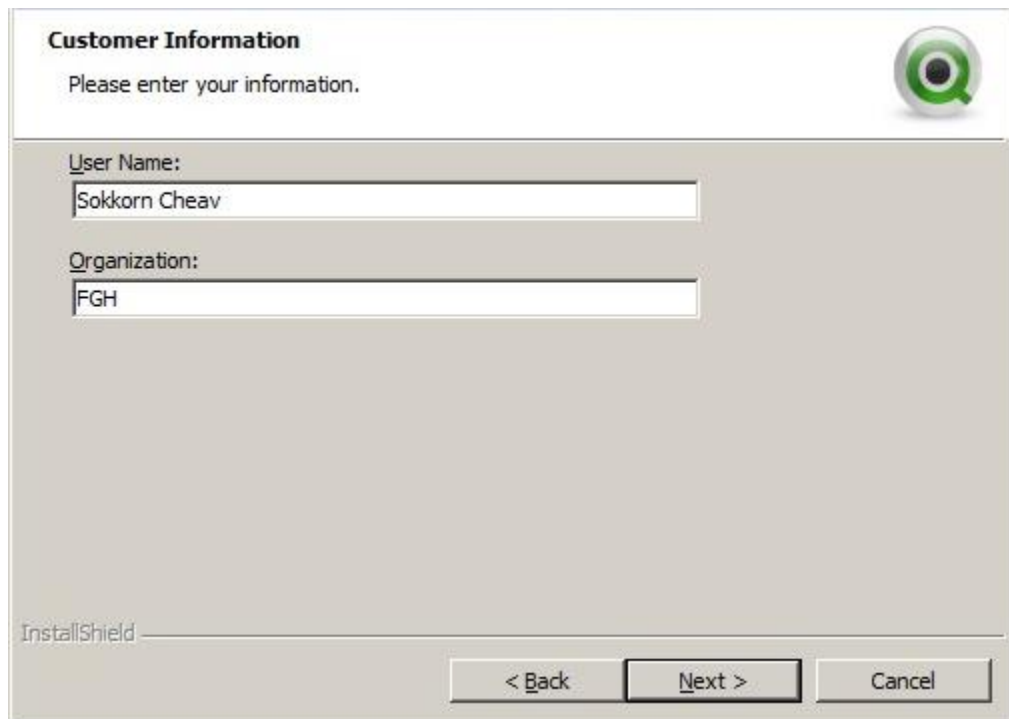 Customer Information
Please enter your information.
User Name:
Sokkorn Cheav
Organization:
FGH
InstallShield
< Back Next > Cancel